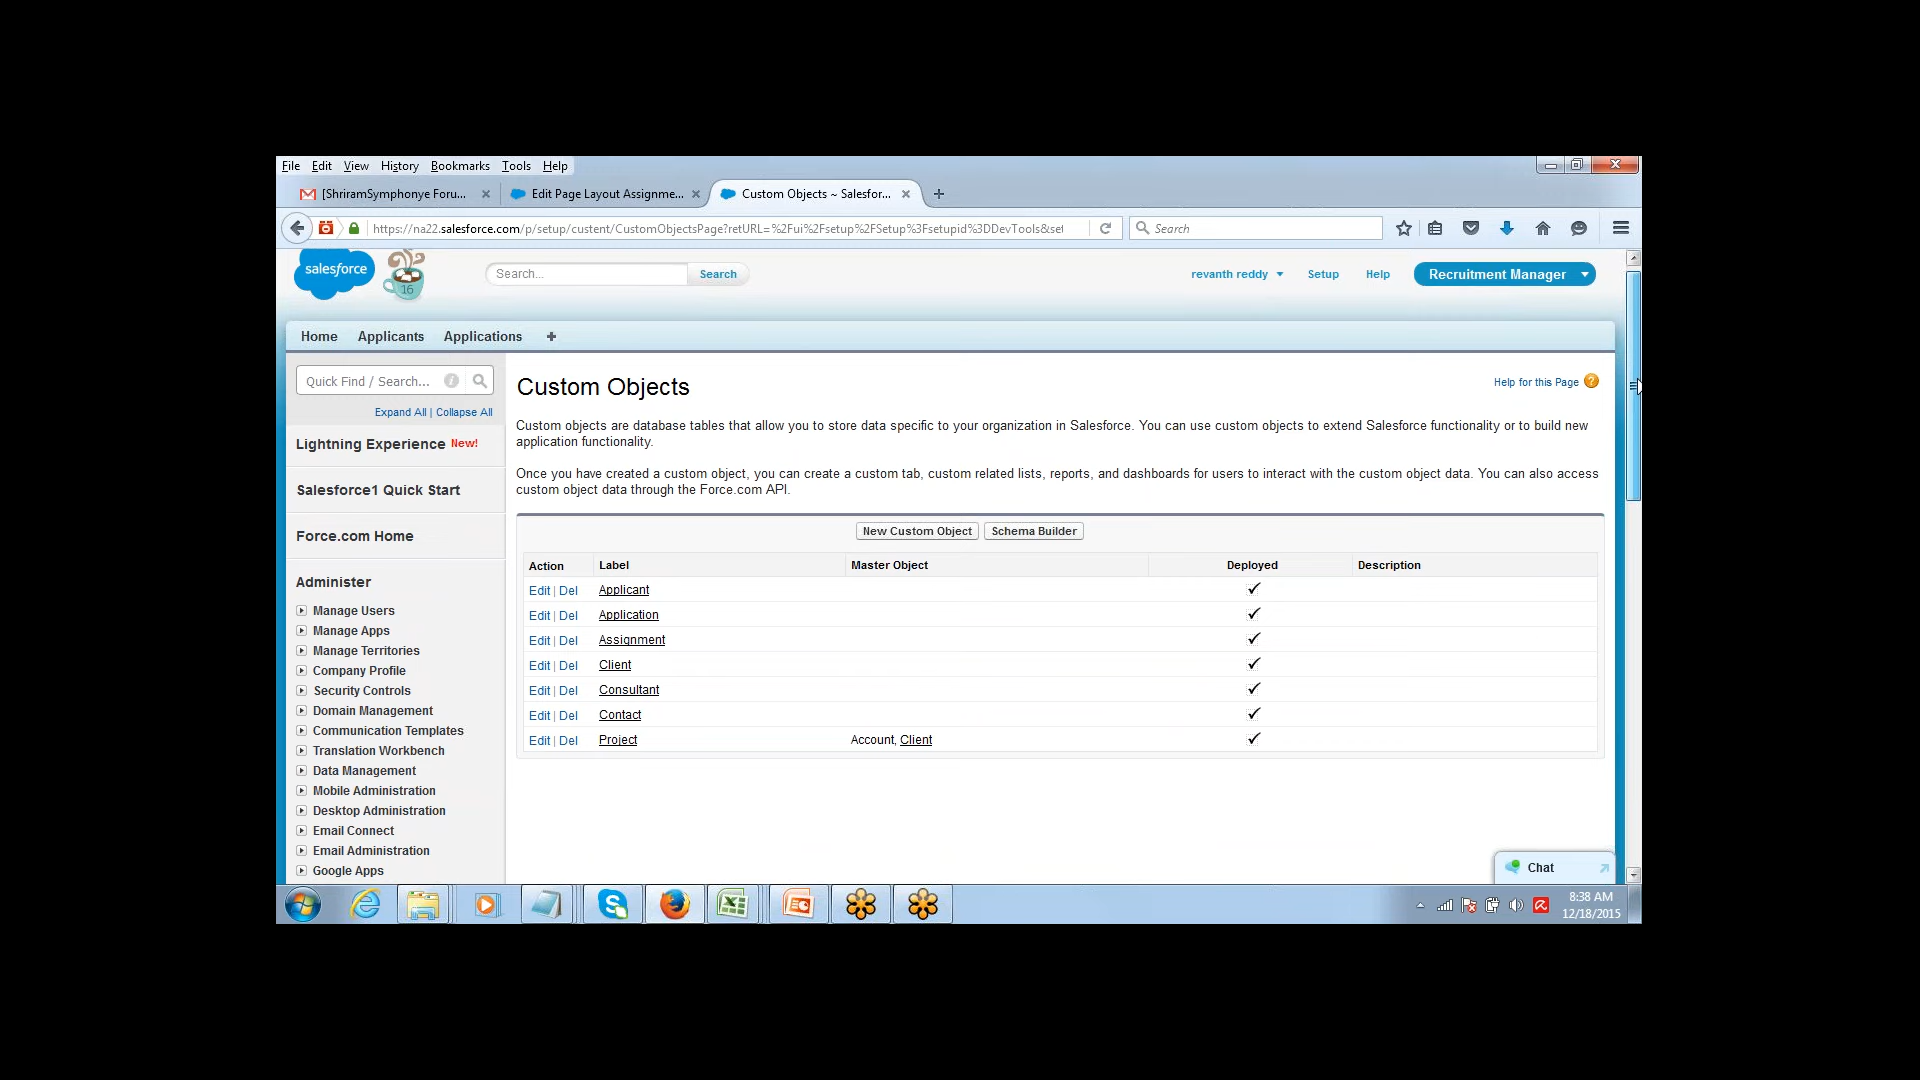 File Edit View History Bookmarks Tools Help
[ShriramSymphonye Foru... Edit Page Layout Assignme... Custom Objects ~ Salesfor...
https://na22.salesforce.com/p/setup/custent/CustomObjectsPage?retURL=%2Fui%2Fsetup%2FSetup%3Fsetupid%3DDevTools&set Search
salesforce 16 Search... Search revanth reddy Setup Help Recruitment Manager
Home Applicants Applications +
Quick Find / Search...
Expand All | Collapse All
Lightning Experience New!
Salesforce1 Quick Start
Force.com Home
Administer
Manage Users
Manage Apps
Manage Territories
Company Profile
Security Controls
Domain Management
Communication Templates
Translation Workbench
Data Management
Mobile Administration
Desktop Administration
Email Connect
Email Administration
Google Apps
Custom Objects
Help for this Page ?
Custom objects are database tables that allow you to store data specific to your organization in Salesforce. You can use custom objects to extend Salesforce functionality or to build new
application functionality.
Once you have created a custom object, you can create a custom tab, custom related lists, reports, and dashboards for users to interact with the custom object data. You can also access
custom object data through the Force.com API.
New Custom Object Schema Builder
Action Label Master Object Deployed Description
Edit | Del Applicant ✓
Edit | Del Application ✓
Edit | Del Assignment ✓
Edit | Del Client ✓
Edit | Del Consultant ✓
Edit | Del Contact ✓
Edit | Del Project Account, Client ✓
Chat
8:38 AM
12/18/2015